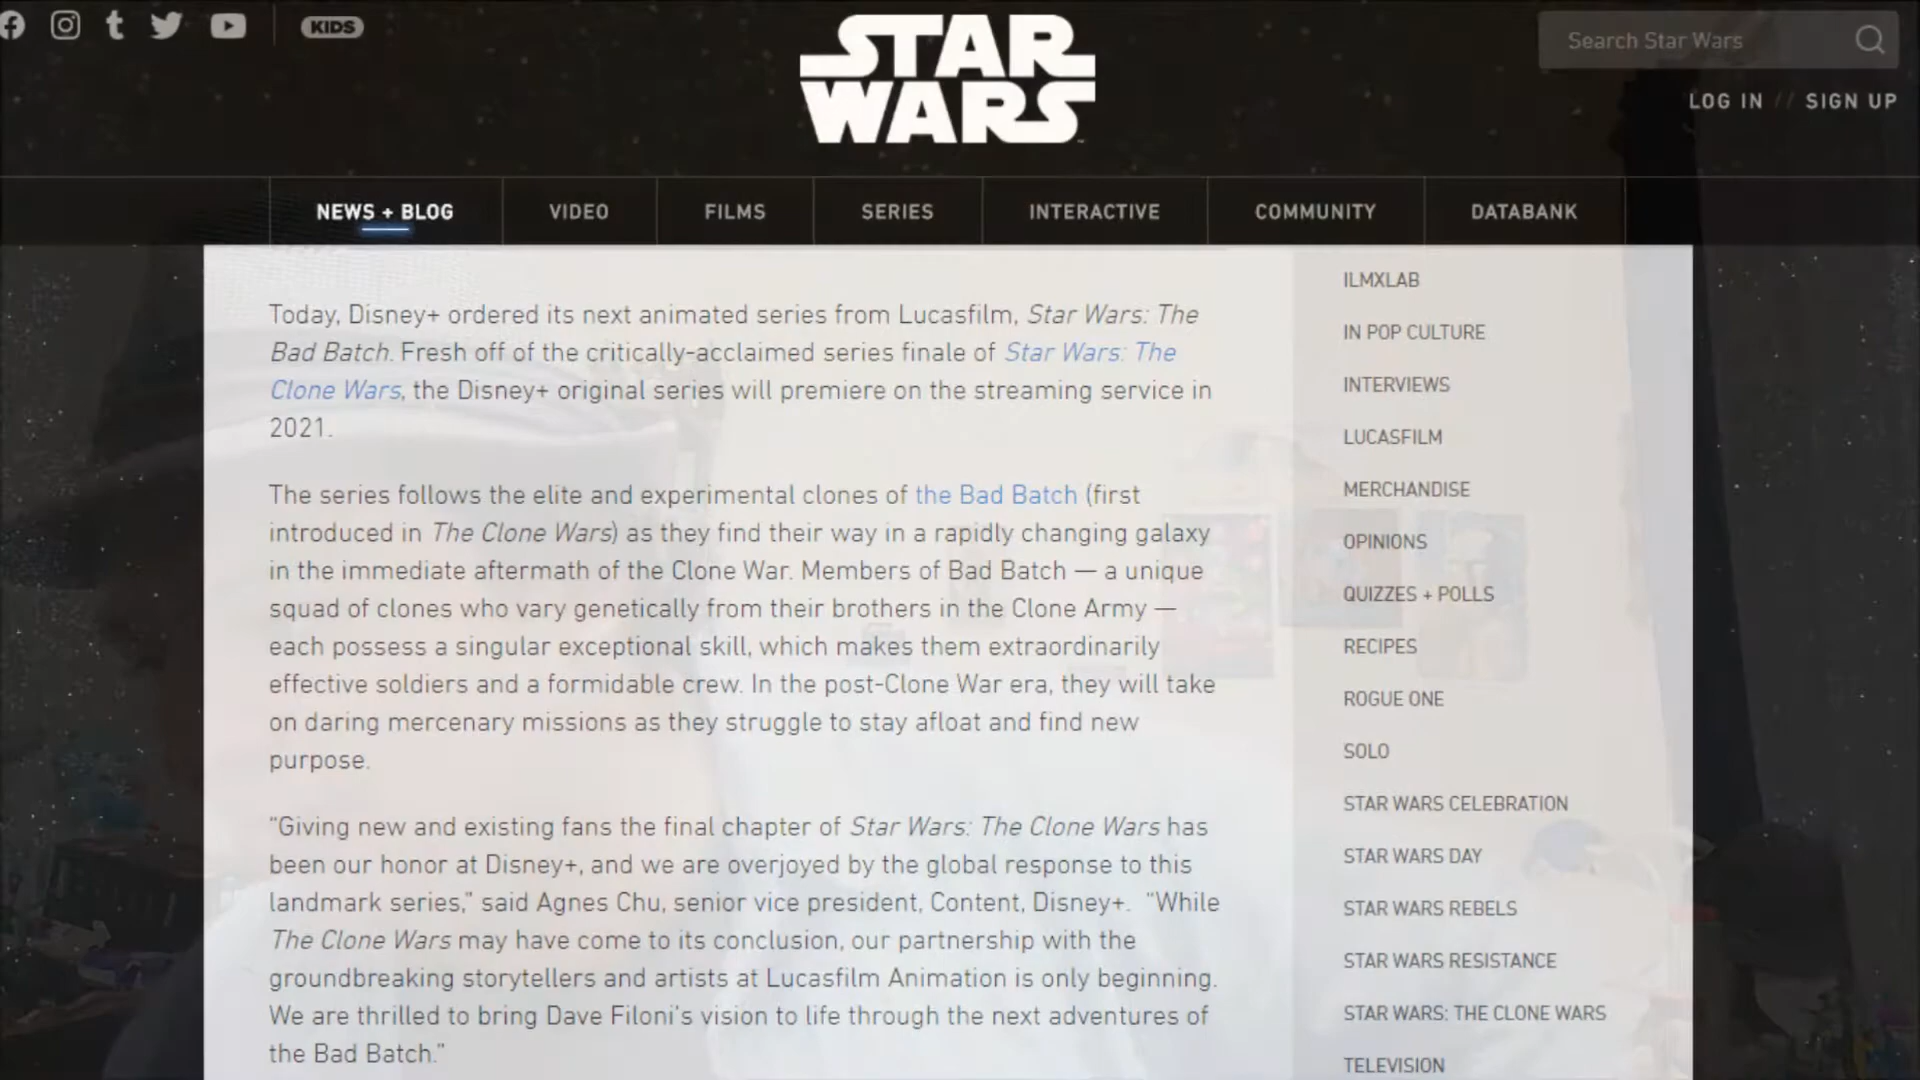 KIDS
STAR
WARS
Search Star Wars
LOG IN // SIGN UP
NEWS + BLOG
VIDEO
FILMS
SERIES
INTERACTIVE
COMMUNITY
DATABANK
Today, Disney+ ordered its next animated series from Lucasfilm, Star Wars: The
Bad Batch. Fresh off of the critically-acclaimed series finale of Star Wars: The
Clone Wars, the Disney+ original series will premiere on the streaming service in
2021.
The series follows the elite and experimental clones of the Bad Batch (first
introduced in The Clone Wars) as they find their way in a rapidly changing galaxy
in the immediate aftermath of the Clone War. Members of Bad Batch — a unique
squad of clones who vary genetically from their brothers in the Clone Army —
each possess a singular exceptional skill, which makes them extraordinarily
effective soldiers and a formidable crew. In the post-Clone War era, they will take
on daring mercenary missions as they struggle to stay afloat and find new
purpose.
“Giving new and existing fans the final chapter of Star Wars: The Clone Wars has
been our honor at Disney+, and we are overjoyed by the global response to this
landmark series,” said Agnes Chu, senior vice president, Content, Disney+. “While
The Clone Wars may have come to its conclusion, our partnership with the
groundbreaking storytellers and artists at Lucasfilm Animation is only beginning.
We are thrilled to bring Dave Filoni’s vision to life through the next adventures of
the Bad Batch.”
ILMXLAB
IN POP CULTURE
INTERVIEWS
LUCASFILM
MERCHANDISE
OPINIONS
QUIZZES + POLLS
RECIPES
ROGUE ONE
SOLO
STAR WARS CELEBRATION
STAR WARS DAY
STAR WARS REBELS
STAR WARS RESISTANCE
STAR WARS: THE CLONE WARS
TELEVISION